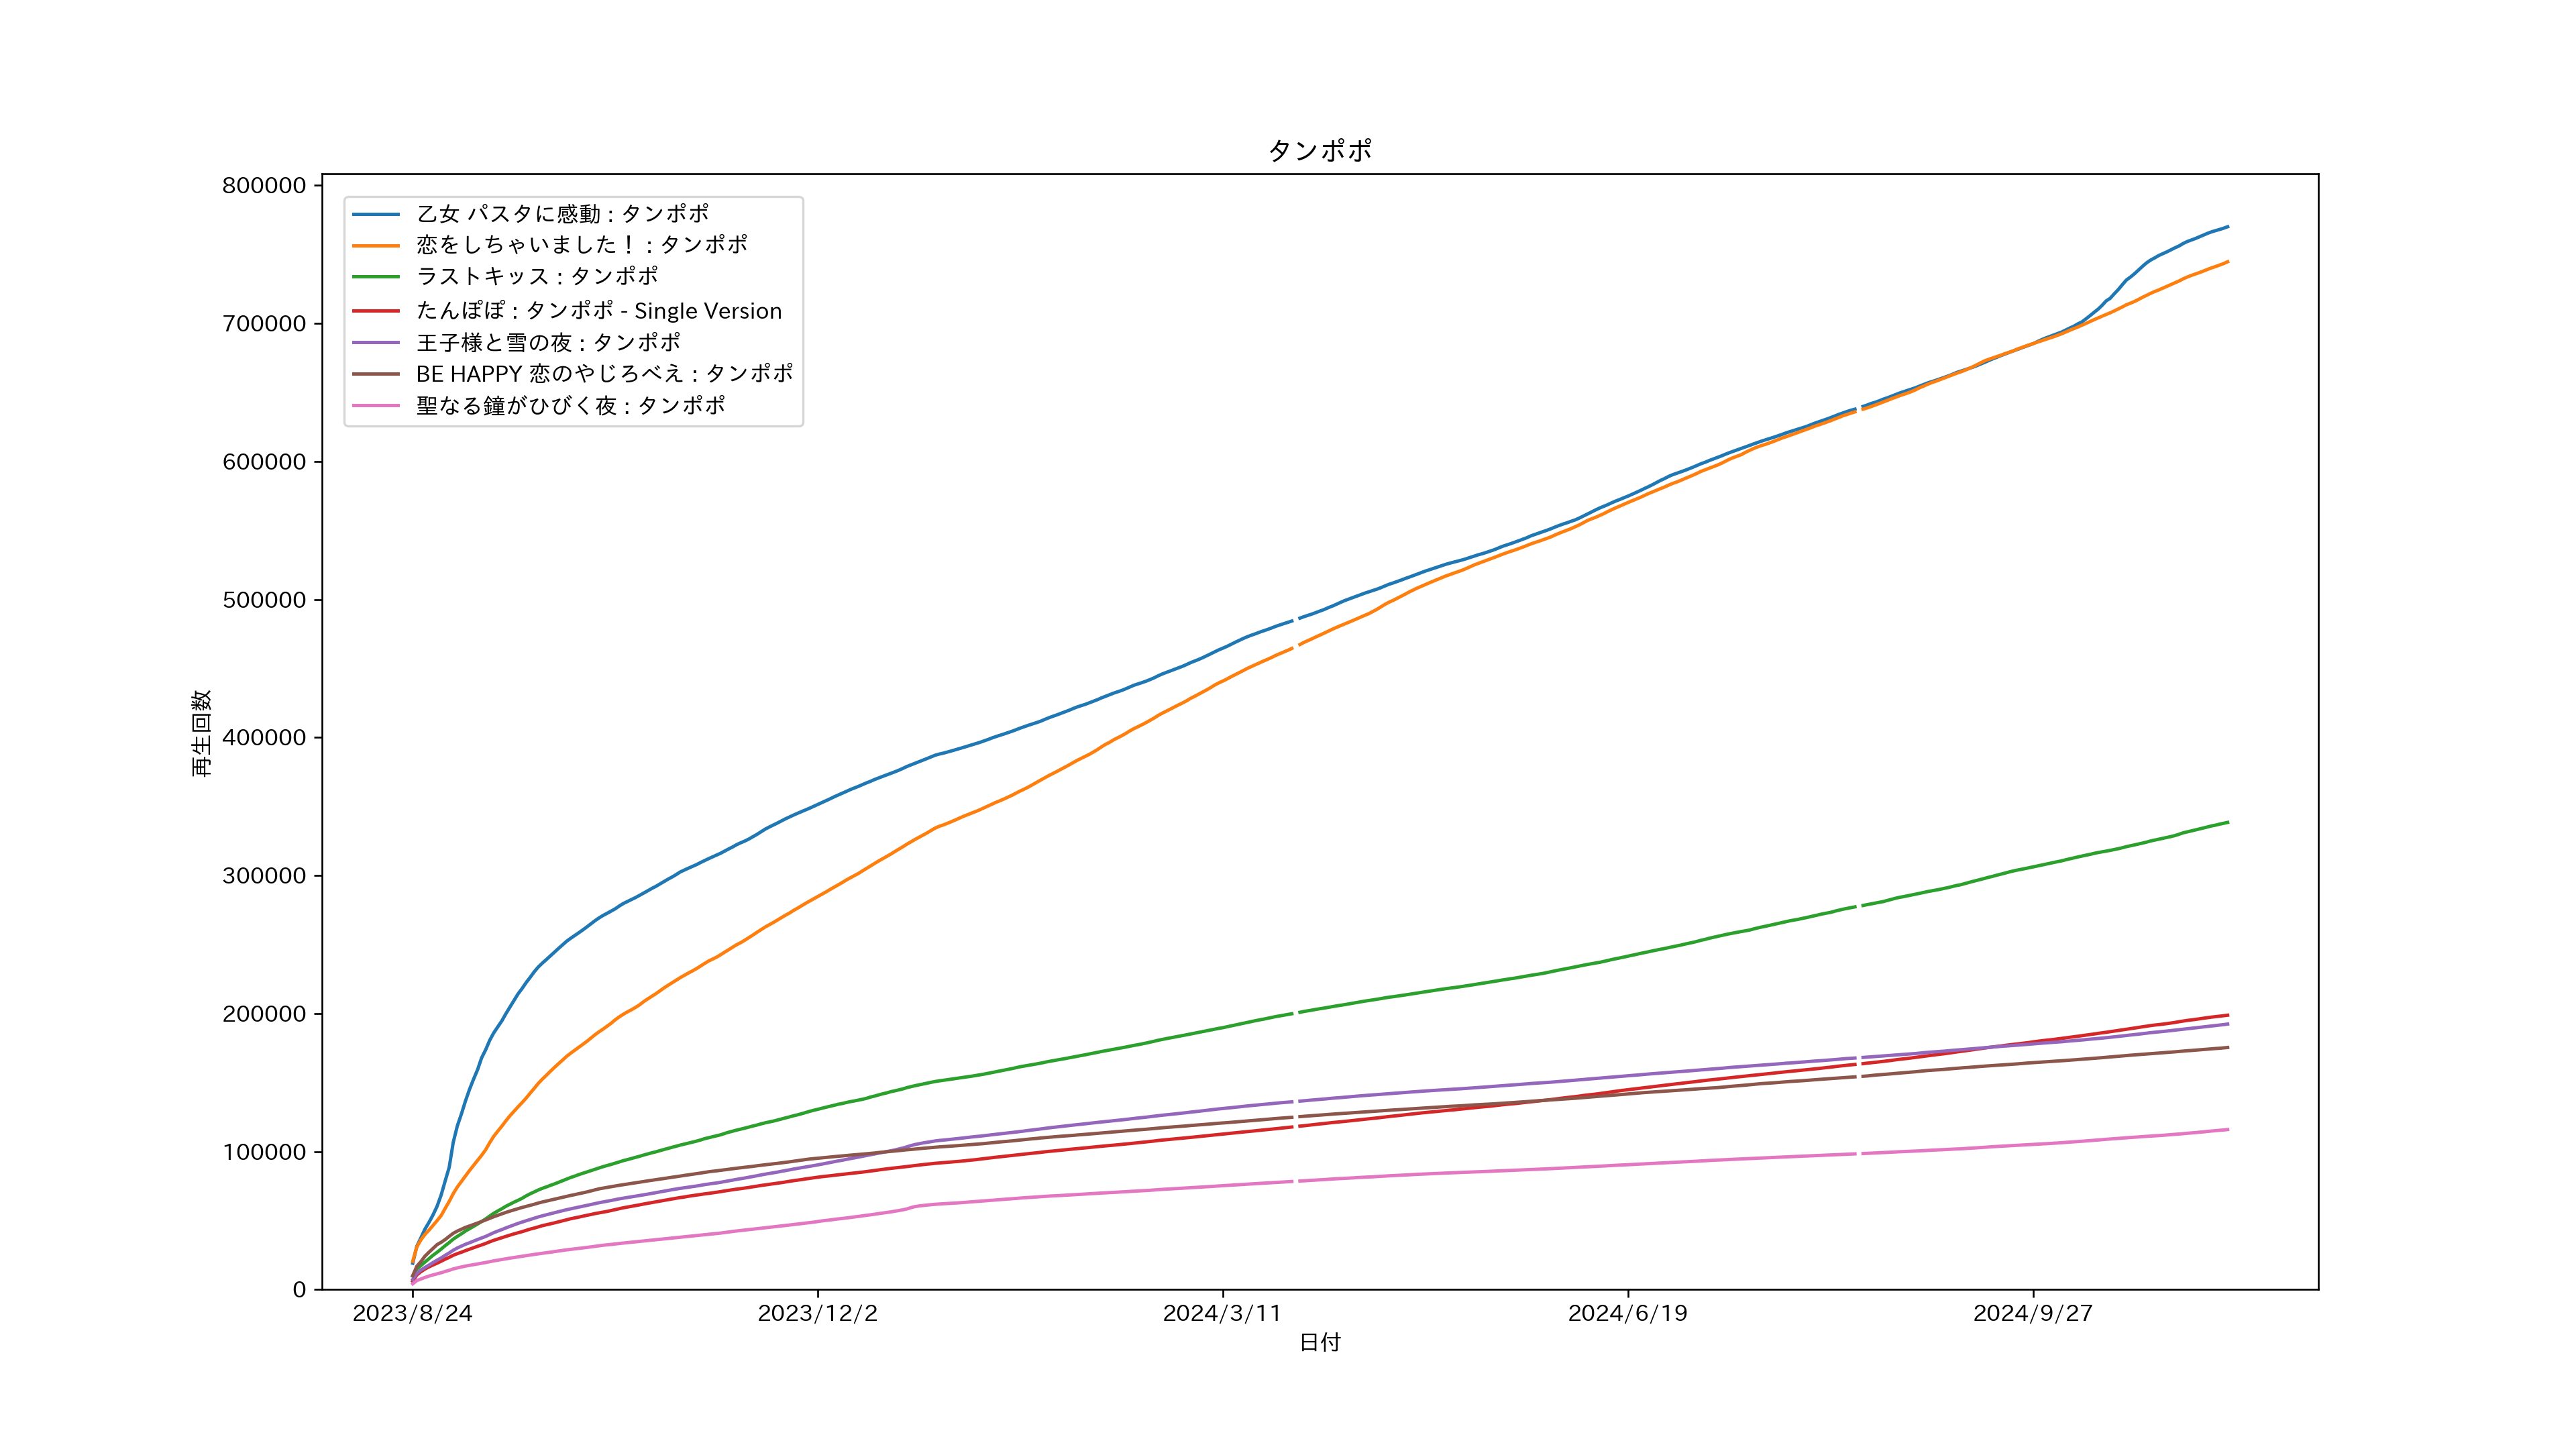 タンポポ
800000
700000
600000
500000
400000
300000
200000
100000
0
再生回数
乙女 パスタに感動 : タンポポ
恋をしちゃいました！ : タンポポ
ラストキッス : タンポポ
たんぽぽ : タンポポ - Single Version
王子様と雪の夜 : タンポポ
BE HAPPY 恋のやじろべえ : タンポポ
聖なる鐘がひびく夜 : タンポポ
2023/8/24
2023/12/2
2024/3/11
2024/6/19
2024/9/27
日付